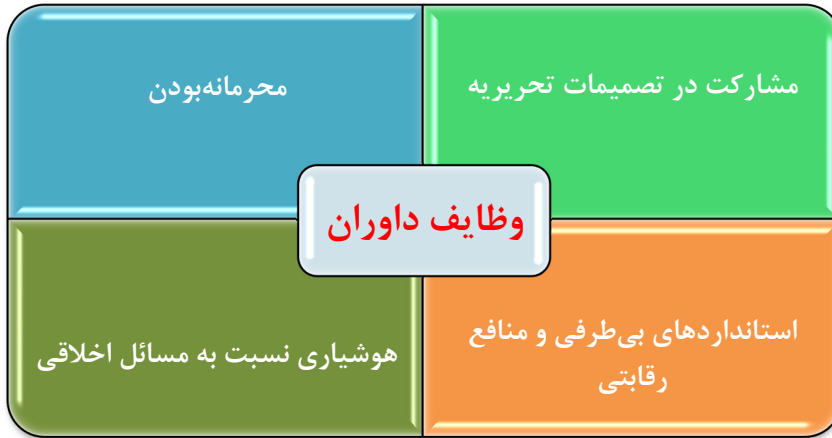 مشارکت در تصمیمات تحریریه
محرمانه‌بودن
وظایف داوران
استانداردهای بی‌طرفی و منافع
رقابتی
هوشیاری نسبت به مسائل اخلاقی